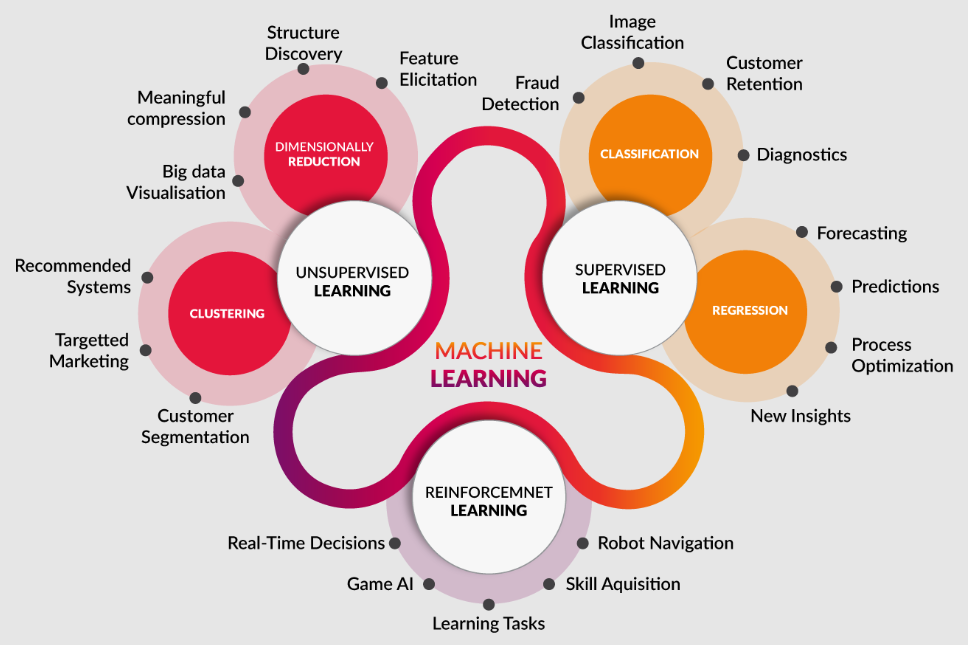 Structure
Discovery
Feature
Elicitation
Meaningful
compression
Big data
Visualisation
DIMENSIONALLY
REDUCTION
Recommended
Systems
Targetted
Marketing
Customer
Segmentation
CLUSTERING
UNSUPERVISED
LEARNING
Image
Classification
Customer
Retention
Fraud
Detection
Diagnostics
CLASSIFICATION
SUPERVISED
LEARNING
Forecasting
Predictions
Process
Optimization
New Insights
REGRESSION
MACHINE
LEARNING
REINFORCEMNET
LEARNING
Real-Time Decisions
Game AI
Learning Tasks
Skill Aquisition
Robot Navigation